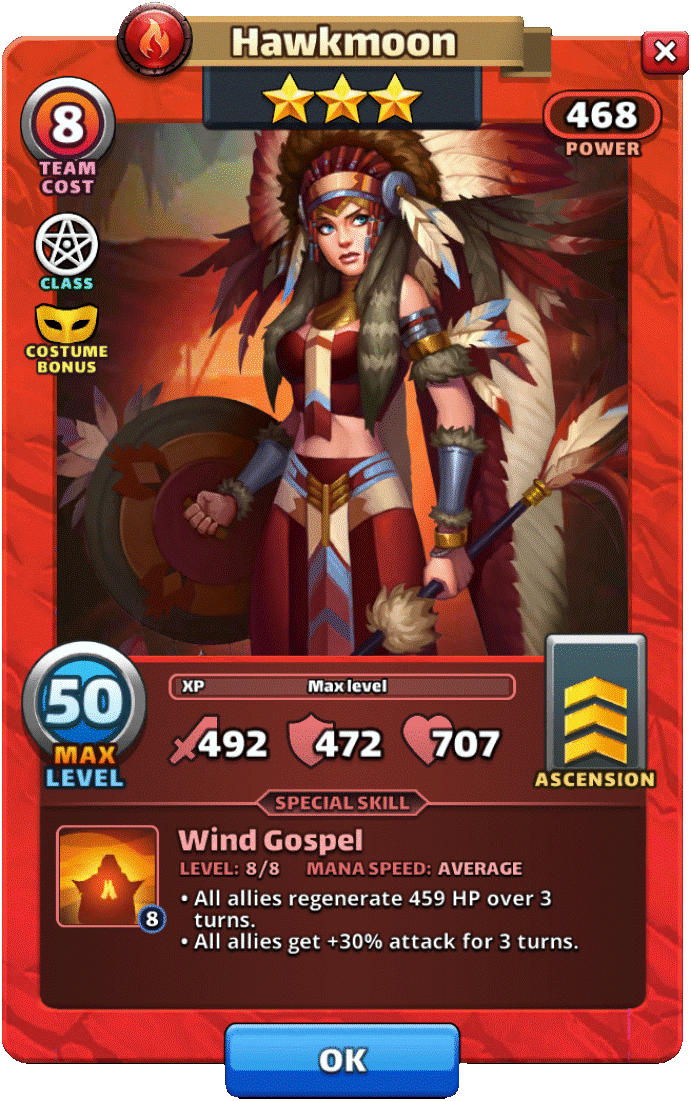 Hawkmoon
8
TEAM
COST
468
POWER
CLASS
COSTUME
BONUS
50
MAX
LEVEL
XP Max level
492 472 707
ASCENSION
SPECIAL SKILL
Wind Gospel
LEVEL: 8/8 MANA SPEED: AVERAGE
8
• All allies regenerate 459 HP over 3
turns.
• All allies get +30% attack for 3 turns.
OK